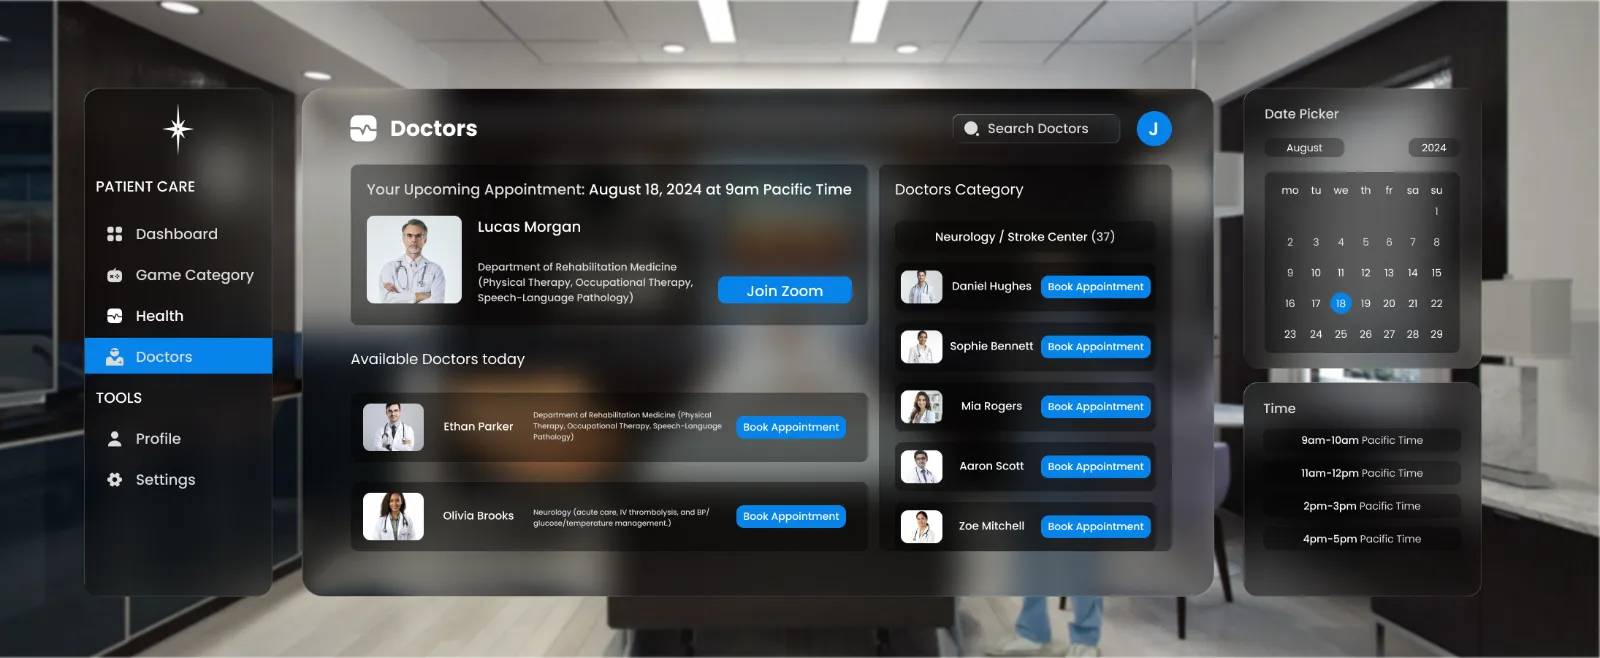 PATIENT CARE
Dashboard
Game Category
Health
Doctors
TOOLS
Profile
Settings
Doctors
Search Doctors
J
Your Upcoming Appointment: August 18, 2024 at 9am Pacific Time
Lucas Morgan
Department of Rehabilitation Medicine
(Physical Therapy, Occupational Therapy,
Speech-Language Pathology)
Join Zoom
Available Doctors today
Ethan Parker
Department of Rehabilitation Medicine (Physical
Therapy, Occupational Therapy, Speech-Language
Pathology)
Book Appointment
Olivia Brooks
Neurology (acute care, IV thrombolysis, and BP/
glucose/temperature management.)
Book Appointment
Doctors Category
Neurology / Stroke Center (37)
Daniel Hughes
Book Appointment
Sophie Bennett
Book Appointment
Mia Rogers
Book Appointment
Aaron Scott
Book Appointment
Zoe Mitchell
Book Appointment
Date Picker
August 2024
mo tu we th fr sa su
1
2 3 4 5 6 7 8
9 10 11 12 13 14 15
16 17 18 19 20 21 22
23 24 25 26 27 28 29
Time
9am-10am Pacific Time
11am-12pm Pacific Time
2pm-3pm Pacific Time
4pm-5pm Pacific Time